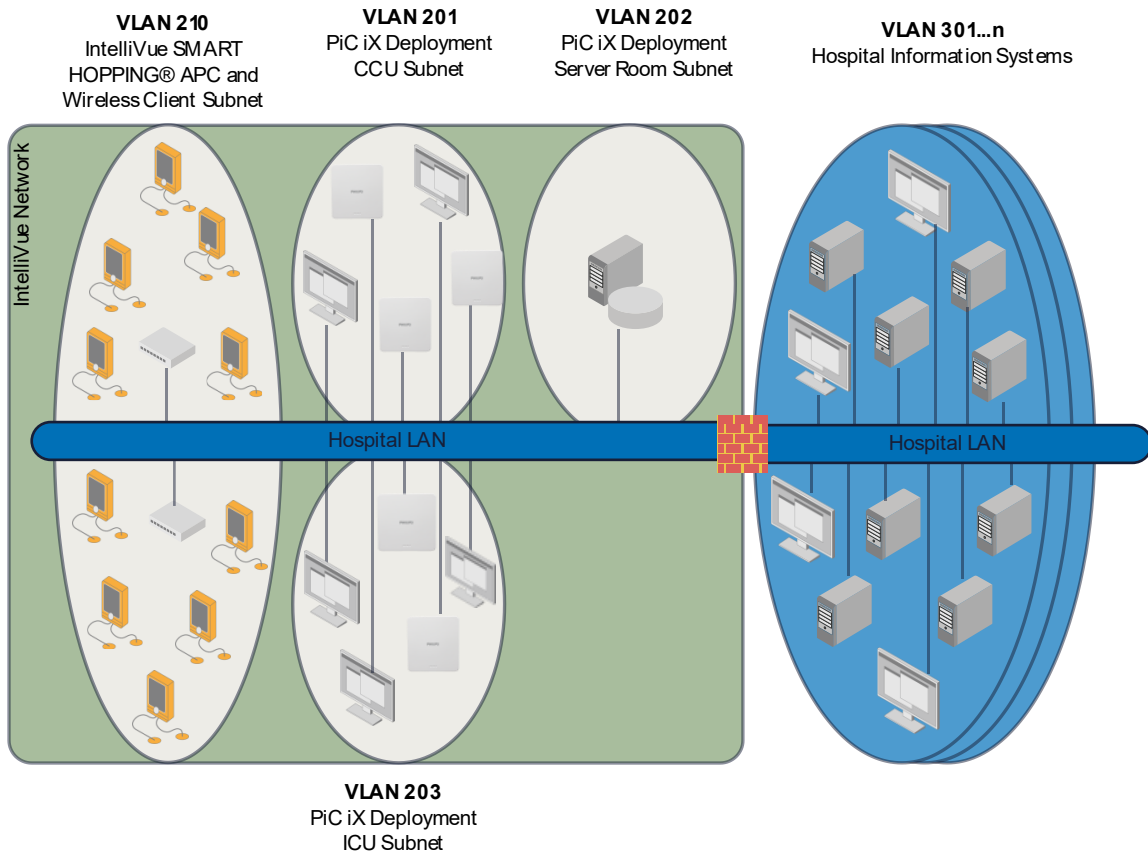 VLAN 210
IntelliVue SMART
HOPPING® APC and
Wireless Client Subnet
VLAN 201
PiC iX Deployment
CCU Subnet
VLAN 202
PiC iX Deployment
Server Room Subnet
VLAN 301...n
Hospital Information Systems
IntelliVue Network
Hospital LAN
Hospital LAN
VLAN 203
PiC iX Deployment
ICU Subnet